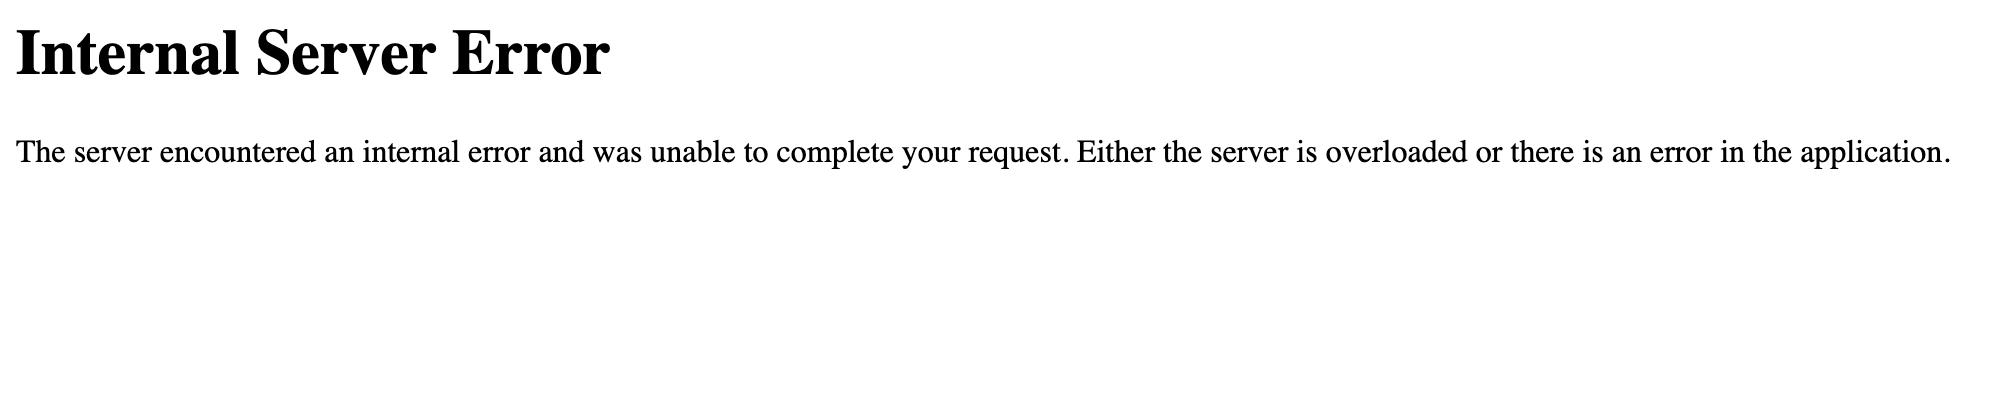 Internal Server Error
The server encountered an internal error and was unable to complete your request. Either the server is overloaded or there is an error in the application.